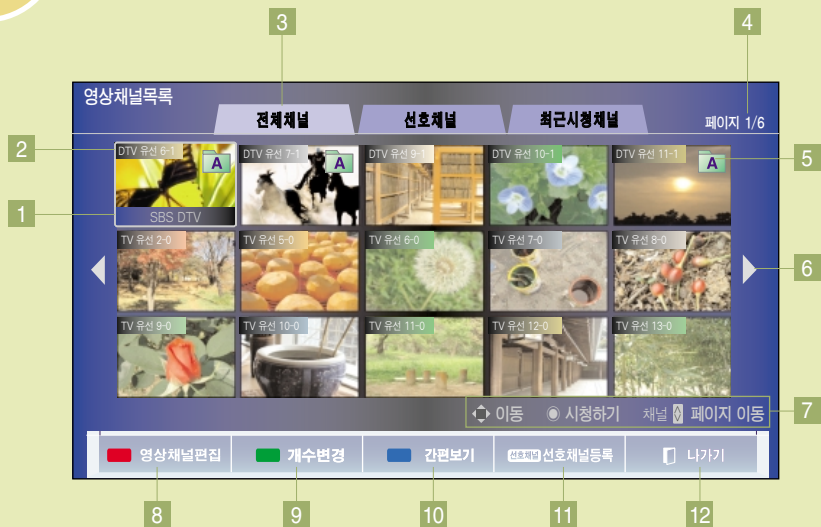 3
4
영상채널목록
전체채널 선호채널 최근시청채널 페이지 1/6
2
DTV 유선 6-1 A DTV 유선 7-1 A DTV 유선 9-1 DTV 유선 10-1 DTV 유선 11-1 A
5
1
SBS DTV
TV 유선 2-0 TV 유선 5-0 TV 유선 6-0 TV 유선 7-0 TV 유선 8-0
6
TV 유선 9-0 TV 유선 10-0 TV 유선 11-0 TV 유선 12-0 TV 유선 13-0
이동 시청하기 채널 페이지 이동
7
영상채널편집 개수변경 간편보기 선호채널 선호채널등록 나가기
8 9 10 11 12